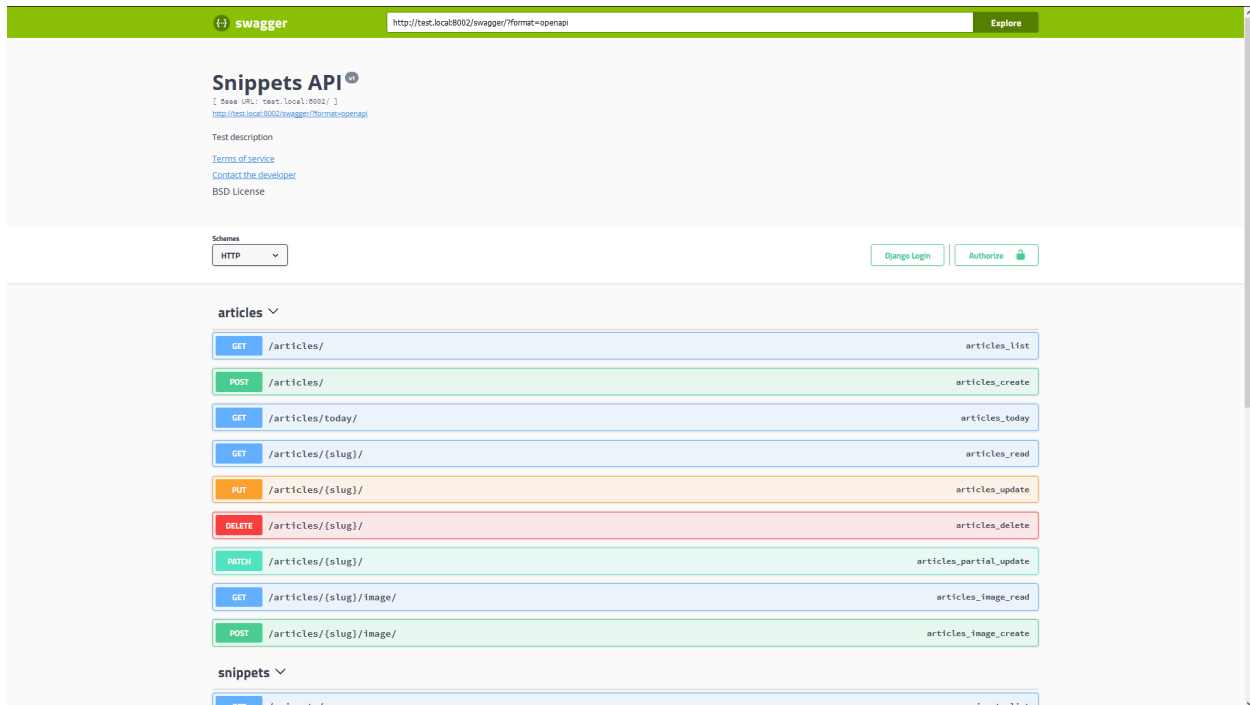 swagger
http://test.local:8002/swagger/?format=openapi
Explore
Snippets API v1
[ Base URL: test.local:8002/ ]
http://test.local:8002/swagger/?format=openapi
Test description
Terms of service
Contact the developer
BSD License
Schemes
HTTP
Django Login
Authorize
articles
GET /articles/ articles_list
POST /articles/ articles_create
GET /articles/today/ articles_today
GET /articles/{slug}/ articles_read
PUT /articles/{slug}/ articles_update
DELETE /articles/{slug}/ articles_delete
PATCH /articles/{slug}/ articles_partial_update
GET /articles/{slug}/image/ articles_image_read
POST /articles/{slug}/image/ articles_image_create
snippets